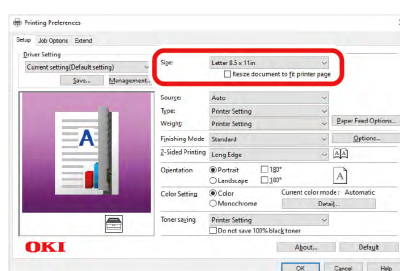 Printing Preferences
Setup Job Options Extend
Driver Setting
Current setting(Default setting)
Save... Management...
Size: Letter 8.5 x 11in
Resize document to fit printer page
Source: Auto
Type: Printer Setting
Weight: Printer Setting
Paper Feed Options...
Finishing Mode Standard
Options...
2-Sided Printing Long Edge
Orientation Portrait 180°
Landscape 180°
Color Setting Color
Monochrome
Current color mode: Automatic
Detail...
Toner saving Printer Setting
Do not save 100% black toner
A
A A
A
OKI
About... Default
OK Cancel Help